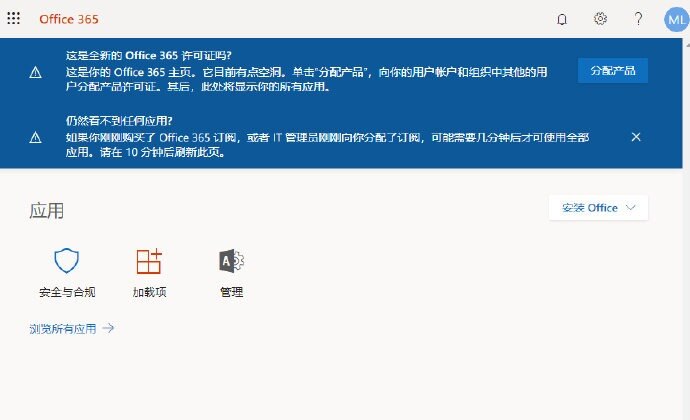 Office 365
ML
这是全新的 Office 365 许可证吗?
这是你的 Office 365 主页。它目前有点空洞。单击"分配产品"，向你的用户帐户和组织中其他的用
户分配产品许可证。其后，此处将显示你的所有应用。
分配产品
仍然看不到任何应用?
如果你刚刚购买了 Office 365 订阅，或者 IT 管理员刚刚向你分配了订阅，可能需要几分钟后才可使用全部
应用。请在 10 分钟后刷新此页。
应用
安装 Office
安全与合规
加载项
A
管理
浏览所有应用